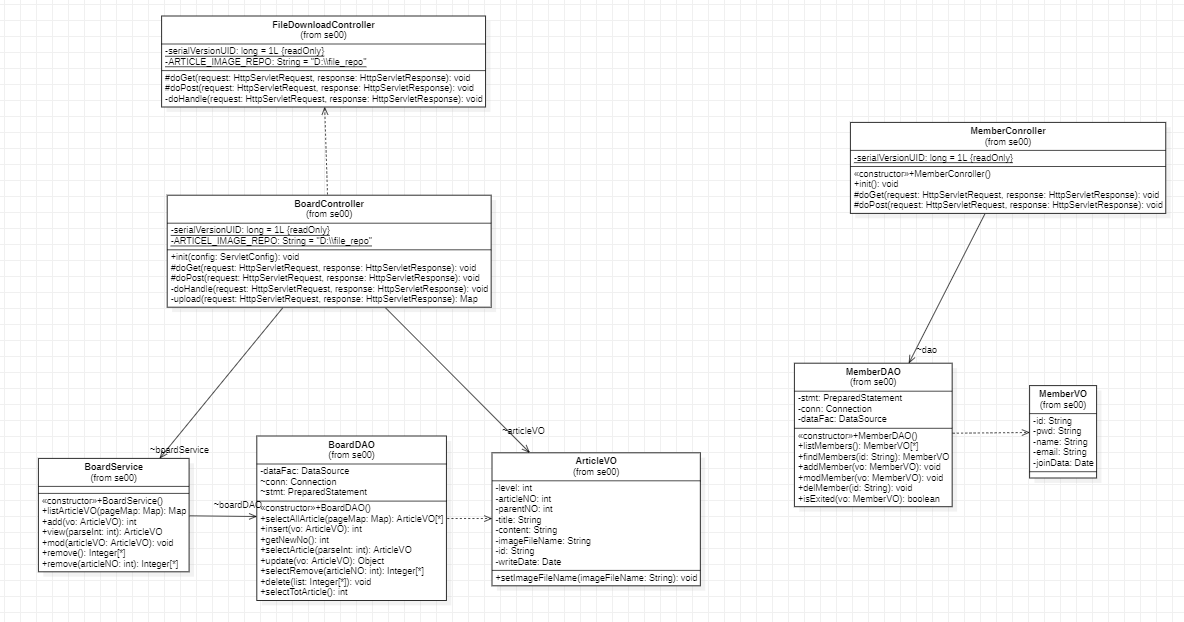 FileDownloadController
(from se00)
-serialVersionUID: long = 1L {readOnly}
-ARTICLE_IMAGE_REPO: String = "D:\\file_repo"
#doGet(request: HttpServletRequest, response: HttpServletResponse): void
#doPost(request: HttpServletRequest, response: HttpServletResponse): void
-doHandle(request: HttpServletRequest, response: HttpServletResponse): void
MemberConroller
(from se00)
-serialVersionUID: long = 1L {readOnly}
«constructor»+MemberConroller()
+init(): void
#doGet(request: HttpServletRequest, response: HttpServletResponse): void
#doPost(request: HttpServletRequest, response: HttpServletResponse): void
BoardController
(from se00)
-serialVersionUID: long = 1L {readOnly}
-ARTICEL_IMAGE_REPO: String = "D:\\file_repo"
+init(config: ServletConfig): void
#doGet(request: HttpServletRequest, response: HttpServletResponse): void
#doPost(request: HttpServletRequest, response: HttpServletResponse): void
-doHandle(request: HttpServletRequest, response: HttpServletResponse): void
-upload(request: HttpServletRequest, response: HttpServletResponse): Map
~dao
MemberDAO
(from se00)
-stmt: PreparedStatement
-conn: Connection
-dataFac: DataSource
«constructor»+MemberDAO()
+listMembers(): MemberVO[*]
+findMembers(id: String): MemberVO
+addMember(vo: MemberVO): void
+modMember(vo: MemberVO): void
+delMember(id: String): void
+isExited(vo: MemberVO): boolean
MemberVO
(from se00)
-id: String
-pwd: String
-name: String
-email: String
-joinData: Date
~boardService
~articleVO
BoardService
(from se00)
«constructor»+BoardService()
+listArticleVO(pageMap: Map): Map
+add(vo: ArticleVO): int
+view(parseInt: int): ArticleVO
+mod(articleVO: ArticleVO): void
+remove(): Integer[*]
+remove(articleNO: int): Integer[*]
~boardDAO
BoardDAO
(from se00)
-dataFac: DataSource
~conn: Connection
~stmt: PreparedStatement
«constructor»+BoardDAO()
+selectAllArticle(pageMap: Map): ArticleVO[*]
+insert(vo: ArticleVO): int
+getNewNo(): int
+selectArticle(parseInt: int): ArticleVO
+update(vo: ArticleVO): Object
+selectRemove(articleNO: int): Integer[*]
+delete(list: Integer[*]): void
+selectTotArticle(): int
ArticleVO
(from se00)
-level: int
-articleNO: int
-parentNO: int
-title: String
-content: String
-imageFileName: String
-id: String
-writeDate: Date
+setImageFileName(imageFileName: String): void